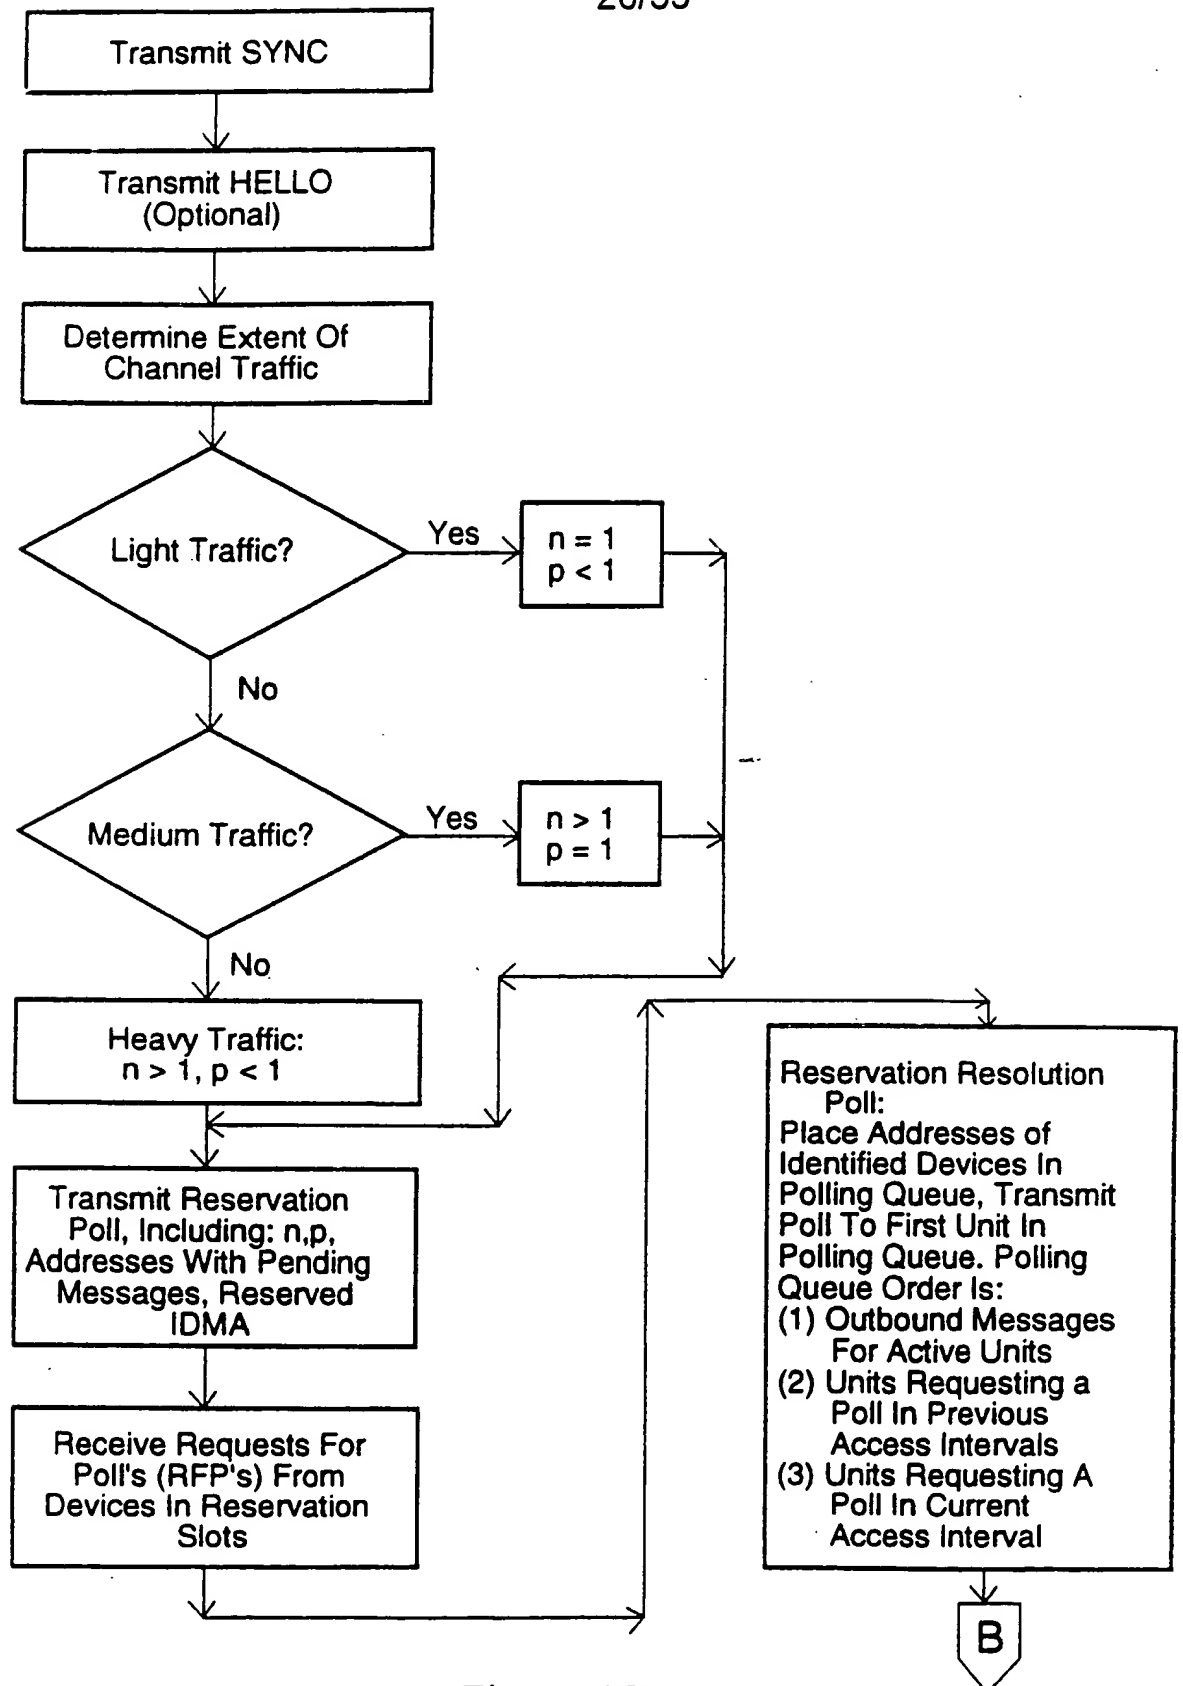 Transmit SYNC
Transmit HELLO
(Optional)
Determine Extent Of
Channel Traffic
Light Traffic?
Yes
n = 1
p < 1
No
Medium Traffic?
Yes
n > 1
p = 1
No
Heavy Traffic:
n > 1, p < 1
Transmit Reservation
Poll, Including: n,p,
Addresses With Pending
Messages, Reserved
IDMA
Receive Requests For
Poll's (RFP's) From
Devices In Reservation
Slots
Reservation Resolution
Poll:
Place Addresses of
Identified Devices In
Polling Queue, Transmit
Poll To First Unit In
Polling Queue. Polling
Queue Order Is:
(1) Outbound Messages
For Active Units
(2) Units Requesting a
Poll In Previous
Access Intervals
(3) Units Requesting A
Poll In Current
Access Interval
B